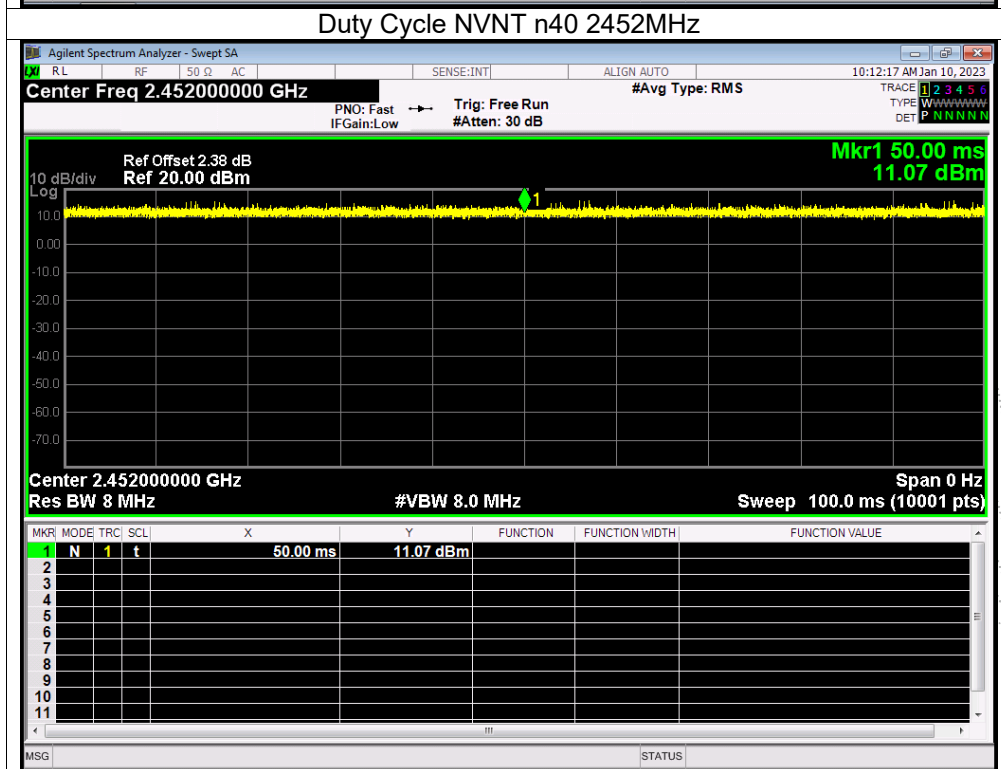 Duty Cycle NVNT n40 2452MHz
Agilent Spectrum Analyzer - Swept SA
LXI RL RF 50 Ω AC SENSE:INT ALIGN AUTO 10:12:17 AM Jan 10, 2023
Center Freq 2.452000000 GHz #Avg Type: RMS TRACE 1 2 3 4 5 6
PNO: Fast Trig: Free Run TYPE WWWWWW
IFGain:Low #Atten: 30 dB DET P N N N N N
Mkr1 50.00 ms
Ref Offset 2.38 dB
10 dB/div Ref 20.00 dBm 11.07 dBm
Log
1
10.0
0.00
-10.0
-20.0
-30.0
-40.0
-50.0
-60.0
-70.0
Center 2.452000000 GHz Span 0 Hz
Res BW 8 MHz #VBW 8.0 MHz Sweep 100.0 ms (10001 pts)
MKR MODE TRC SCL X Y FUNCTION FUNCTION WIDTH FUNCTION VALUE
1 N 1 t 50.00 ms 11.07 dBm
2
3
4
5
6
7
8
9
10
11
MSG STATUS